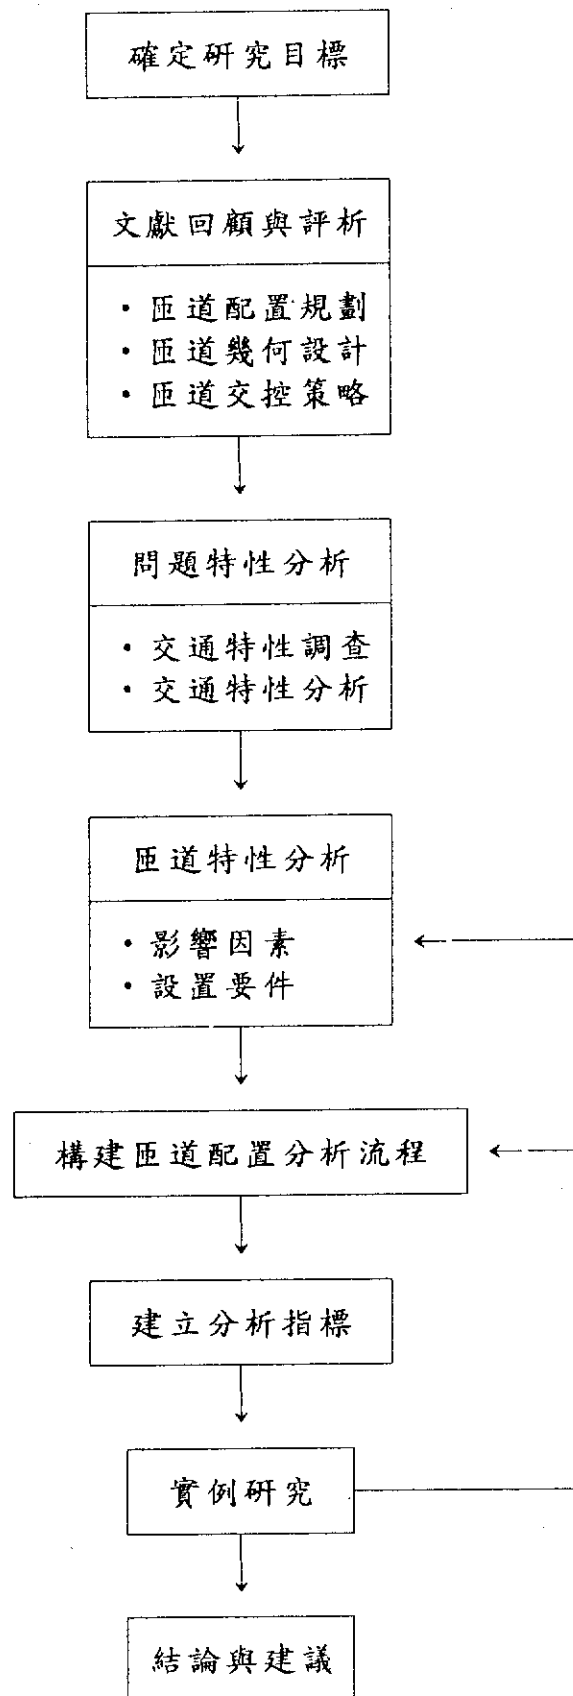 確定研究目標
文獻回顧與評析
・匝道配置規劃
・匝道幾何設計
・匝道交控策略
問題特性分析
・交通特性調查
・交通特性分析
匝道特性分析
・影響因素
・設置要件
構建匝道配置分析流程
建立分析指標
實例研究
結論與建議